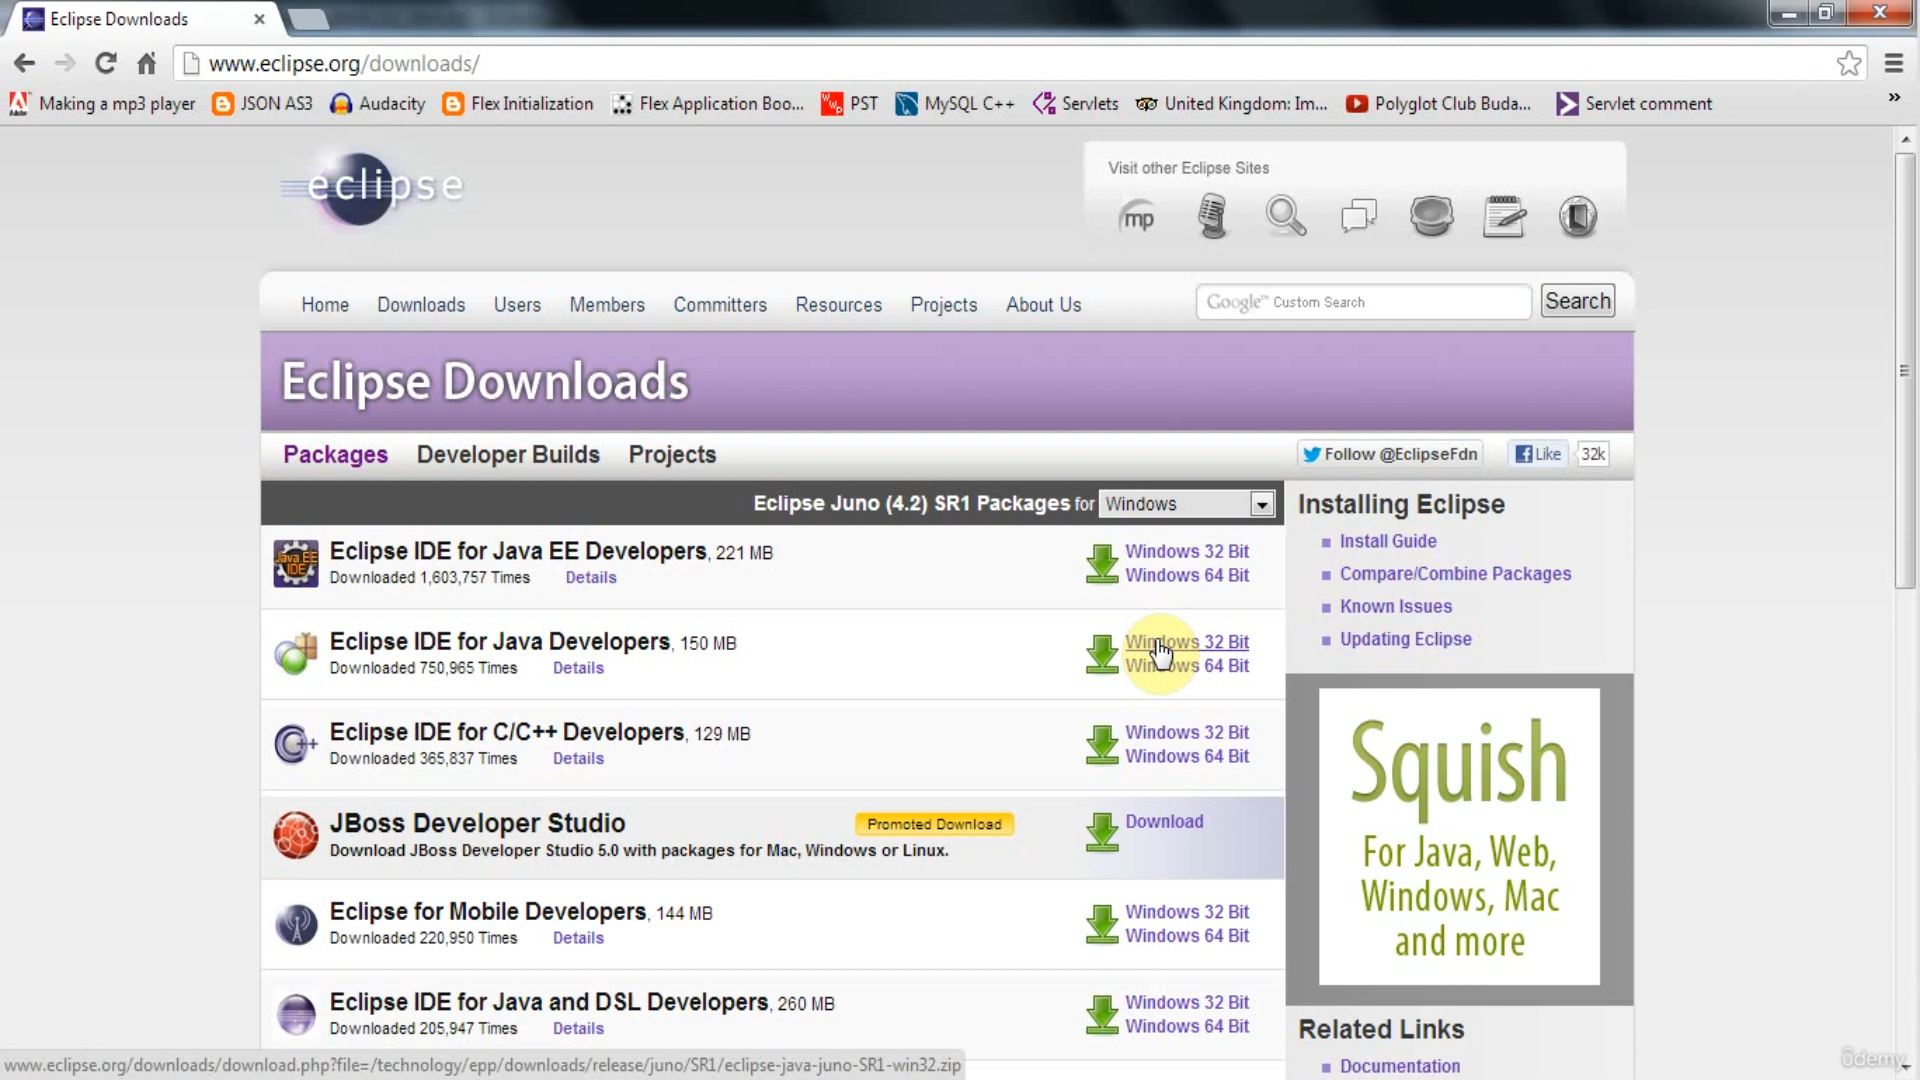 Eclipse Downloads
www.eclipse.org/downloads/
Making a mp3 player JSON AS3 Audacity Flex Initialization Flex Application Boo... PST MySQL C++ Servlets United Kingdom: Im... Polyglot Club Buda... Servlet comment »
eclipse
Visit other Eclipse Sites
mp
Home Downloads Users Members Committers Resources Projects About Us
Google™ Custom Search Search
Eclipse Downloads
Packages Developer Builds Projects
Follow @EclipseFdn Like 32k
Eclipse Juno (4.2) SR1 Packages for Windows
Java EE IDE
Eclipse IDE for Java EE Developers, 221 MB
Downloaded 1,603,757 Times Details
Windows 32 Bit
Windows 64 Bit
Eclipse IDE for Java Developers, 150 MB
Downloaded 750,965 Times Details
Windows 32 Bit
Windows 64 Bit
C++
Eclipse IDE for C/C++ Developers, 129 MB
Downloaded 365,837 Times Details
Windows 32 Bit
Windows 64 Bit
JBoss Developer Studio
Promoted Download
Download JBoss Developer Studio 5.0 with packages for Mac, Windows or Linux.
Download
Eclipse for Mobile Developers, 144 MB
Downloaded 220,950 Times Details
Windows 32 Bit
Windows 64 Bit
Eclipse IDE for Java and DSL Developers, 260 MB
Downloaded 205,947 Times Details
Windows 32 Bit
Windows 64 Bit
Installing Eclipse
Install Guide
Compare/Combine Packages
Known Issues
Updating Eclipse
Squish
For Java, Web,
Windows, Mac
and more
Related Links
Documentation
www.eclipse.org/downloads/download.php?file=/technology/epp/downloads/release/juno/SR1/eclipse-java-juno-SR1-win32.zip
ûdemy